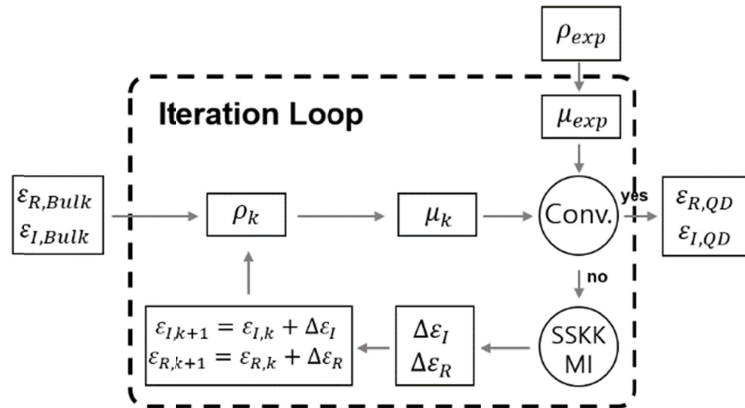 ρ_exp
Iteration Loop
μ_exp
ε_R,Bulk
ε_I,Bulk
ρ_k
μ_k
Conv.
yes
ε_R,QD
ε_I,QD
no
ε_I,k+1 = ε_I,k + Δε_I
ε_R,k+1 = ε_R,k + Δε_R
Δε_I
Δε_R
SSKK
MI